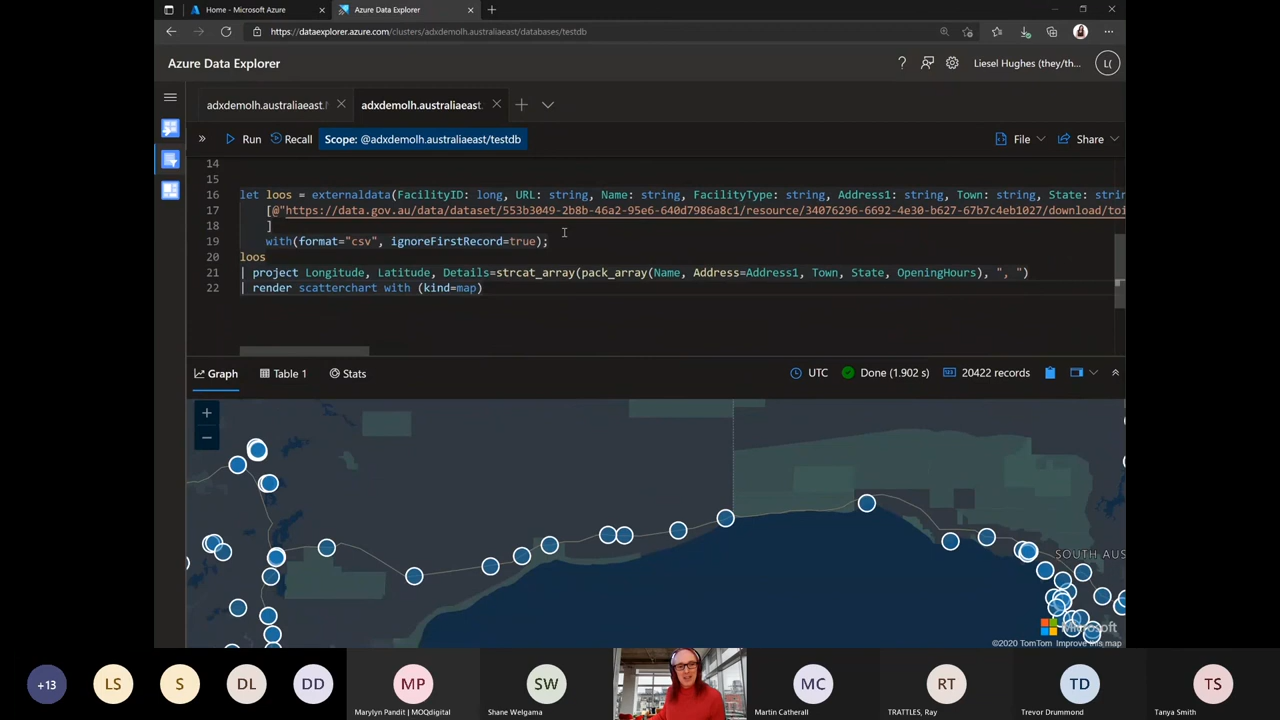 Home - Microsoft Azure
Azure Data Explorer
https://dataexplorer.azure.com/clusters/adxdemolh.australiaeast/databases/testdb
Azure Data Explorer
Liesel Hughes (they/th...
L(
adxdemolh.australiaeast.
adxdemolh.australiaeast.
Run
Recall
Scope: @adxdemolh.australiaeast/testdb
File
Share
14
15
16 let loos = externaldata(FacilityID: long, URL: string, Name: string, FacilityType: string, Address1: string, Town: string, State: strin
17 [@"https://data.gov.au/data/dataset/553b3049-2b8b-46a2-95e6-640d7986a8c1/resource/34076296-6692-4e30-b627-67b7c4eb1027/download/toi
18 ]
19 with(format="csv", ignoreFirstRecord=true);
20 loos
21 | project Longitude, Latitude, Details=strcat_array(pack_array(Name, Address=Address1, Town, State, OpeningHours), ", ")
22 | render scatterchart with (kind=map)
Graph
Table 1
Stats
UTC
Done (1.902 s)
20422 records
SOUTH AUS
Microsoft
©2020 TomTom Improve this map
+13
LS
S
DL
DD
MP
SW
MC
RT
TD
TS
Marylyn Pandit | MOQdigital
Shane Welgama
Martin Catherall
TRATTLES, Ray
Trevor Drummond
Tanya Smith